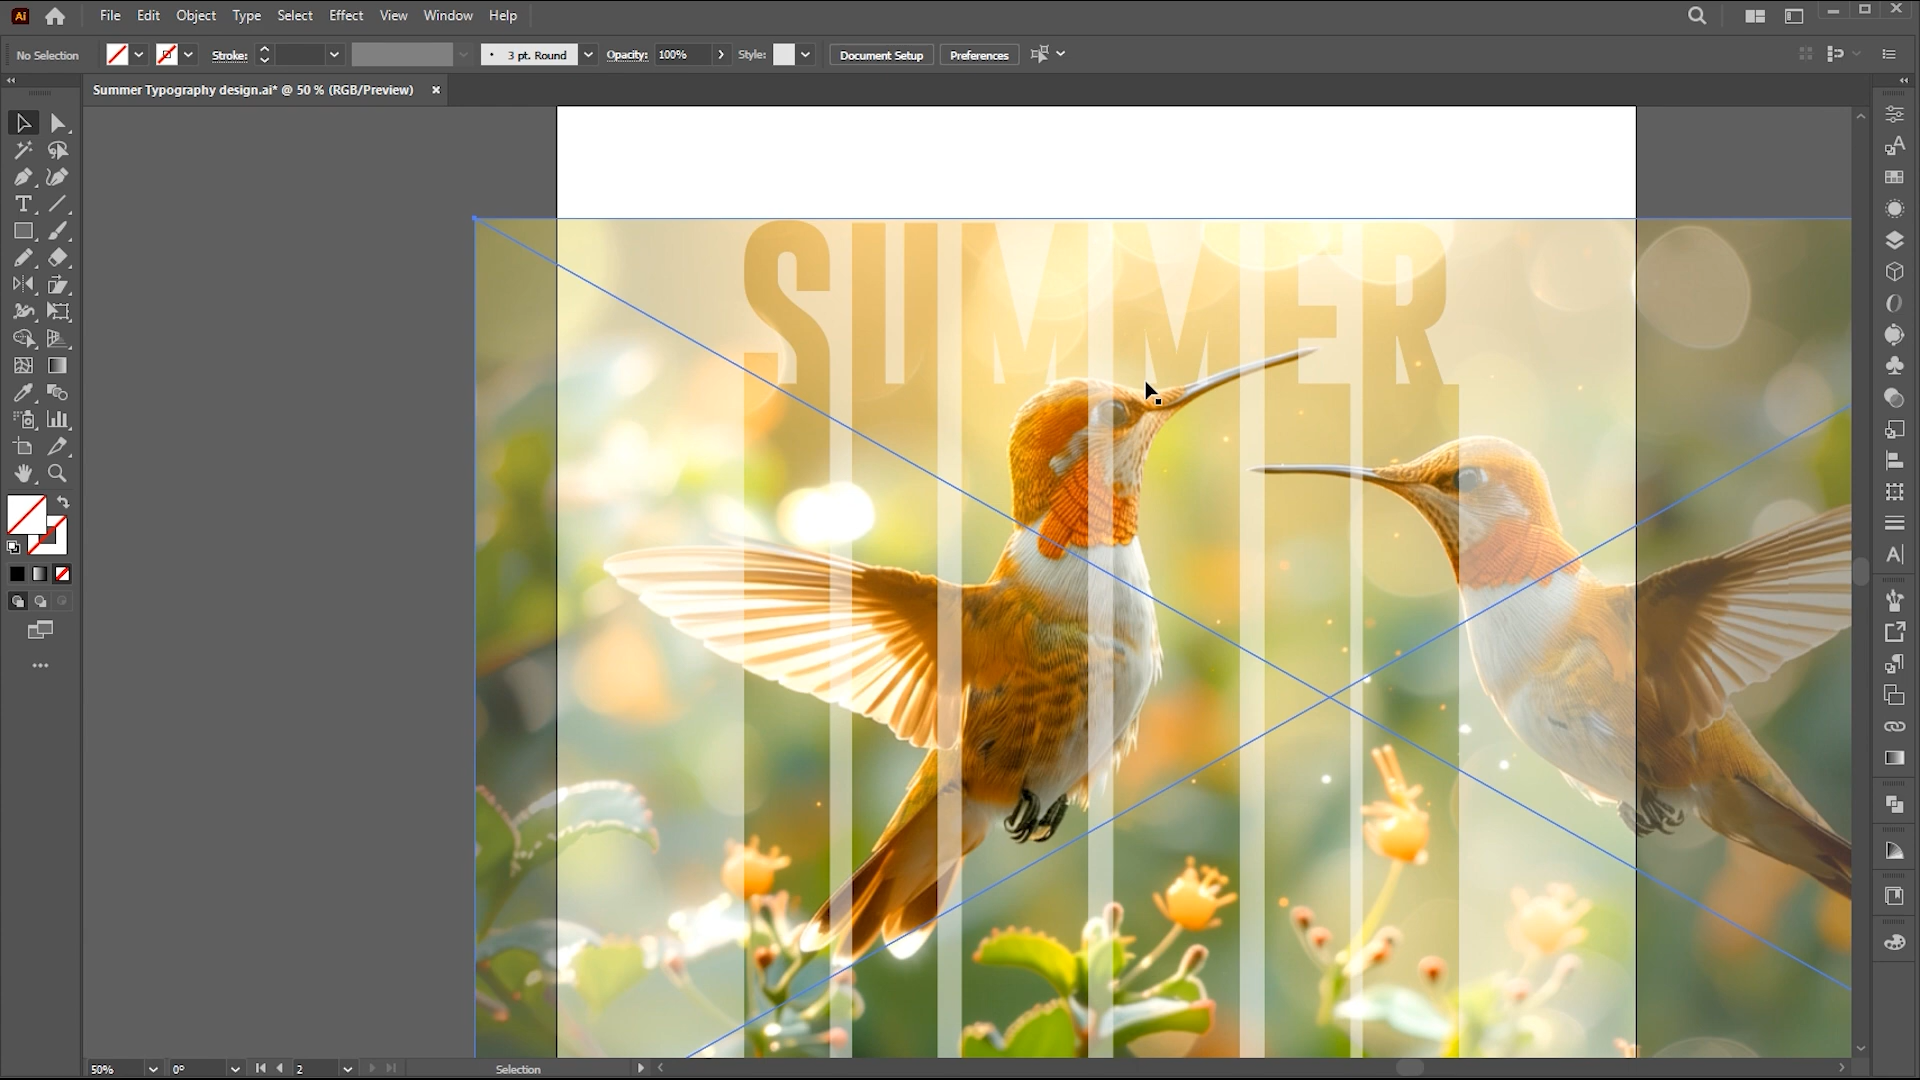 Ai File Edit Object Type Select Effect View Window Help
No Selection Stroke: 3 pt. Round Opacity: 100% Style: Document Setup Preferences
Summer Typography design.ai* @ 50 % (RGB/Preview)
SUMMER
50% 0° 2 Selection